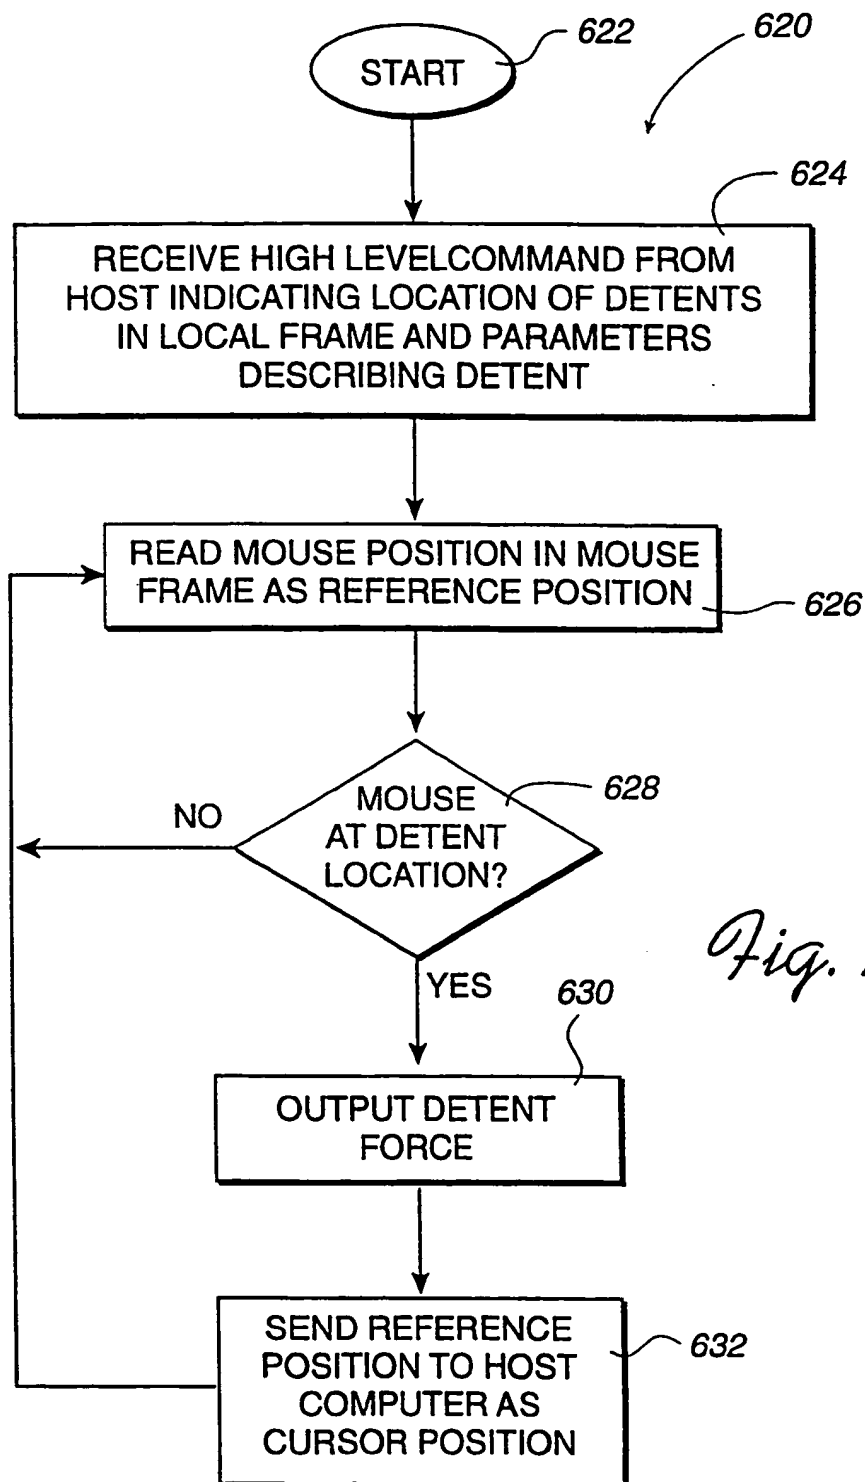 START
622
620
624
RECEIVE HIGH LEVELCOMMAND FROM
HOST INDICATING LOCATION OF DETENTS
IN LOCAL FRAME AND PARAMETERS
DESCRIBING DETENT
READ MOUSE POSITION IN MOUSE
FRAME AS REFERENCE POSITION
626
NO
MOUSE
AT DETENT
LOCATION?
628
Fig.
YES
630
OUTPUT DETENT
FORCE
SEND REFERENCE
POSITION TO HOST
COMPUTER AS
CURSOR POSITION
632